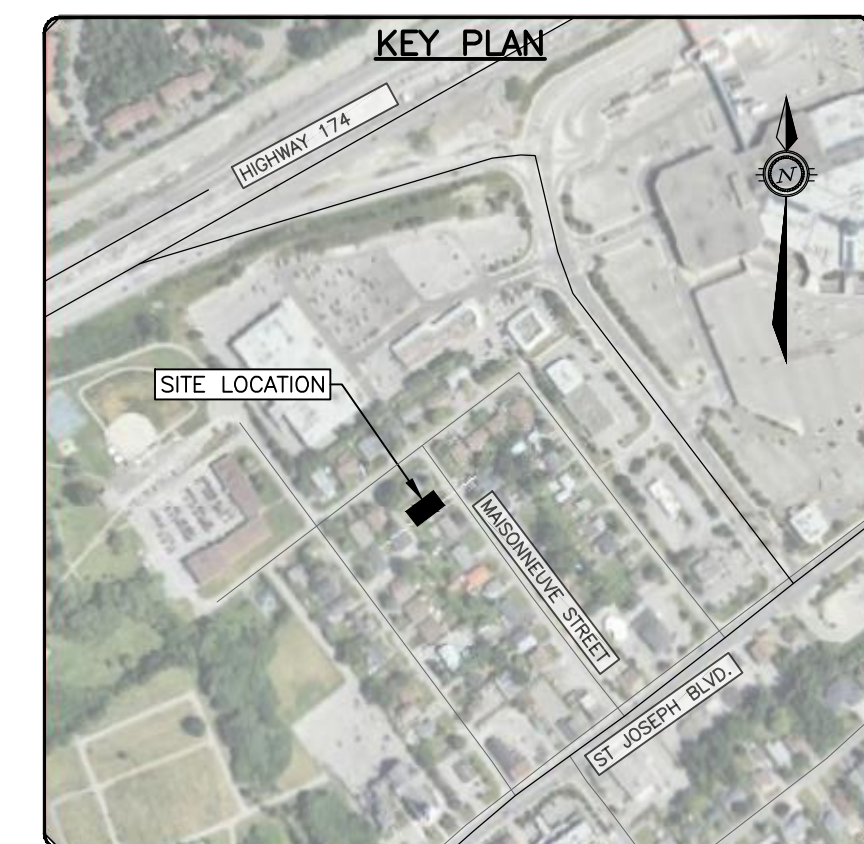 KEY PLAN
HIGHWAY 174
N
SITE LOCATION
MAISONNEUVE STREET
ST JOSEPH BLVD.